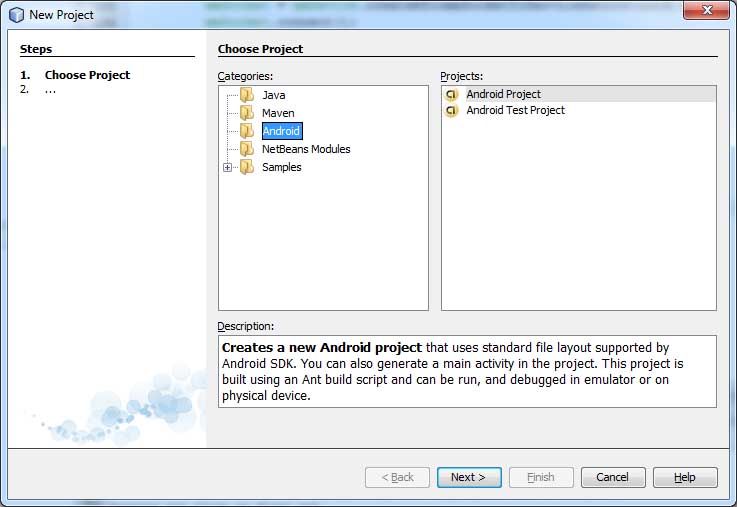 New Project
Steps
1. Choose Project
2. ...
Choose Project
Categories:
Java
Maven
Android
NetBeans Modules
Samples
Projects:
Android Project
Android Test Project
Description:
Creates a new Android project that uses standard file layout supported by
Android SDK. You can also generate a main activity in the project. This project is
built using an Ant build script and can be run, and debugged in emulator or on
physical device.
< Back
Next >
Finish
Cancel
Help